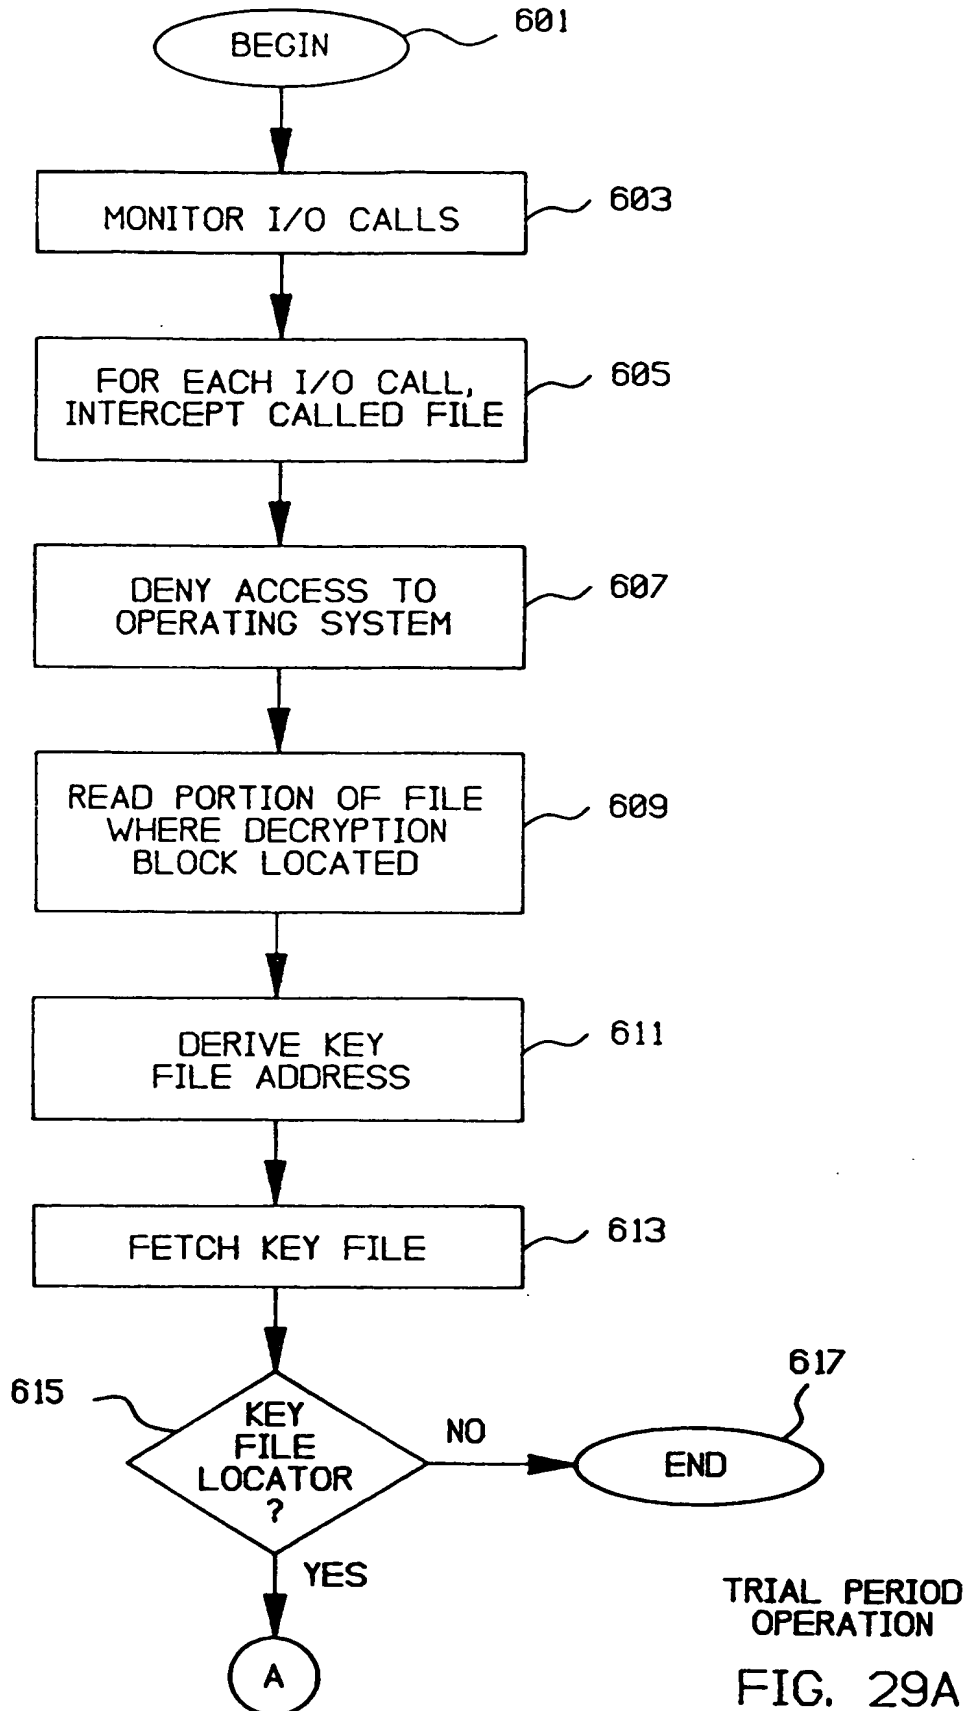 BEGIN
601
MONITOR I/O CALLS
603
FOR EACH I/O CALL,
INTERCEPT CALLED FILE
605
DENY ACCESS TO
OPERATING SYSTEM
607
READ PORTION OF FILE
WHERE DECRYPTION
BLOCK LOCATED
609
DERIVE KEY
FILE ADDRESS
611
FETCH KEY FILE
613
615
KEY
FILE
LOCATOR
?
NO
617
END
YES
A
TRIAL PERIOD
OPERATION
FIG. 29A